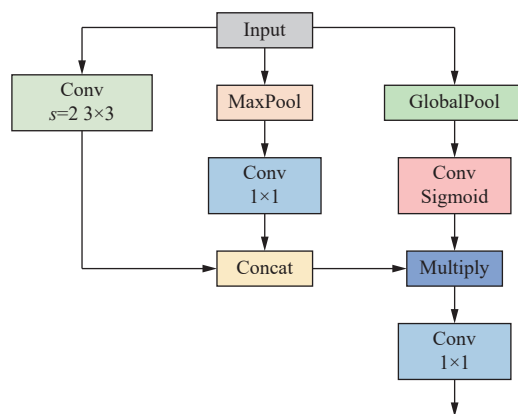 Input
Conv
s=2 3×3
MaxPool
GlobalPool
Conv
1×1
Conv
Sigmoid
Concat
Multiply
Conv
1×1